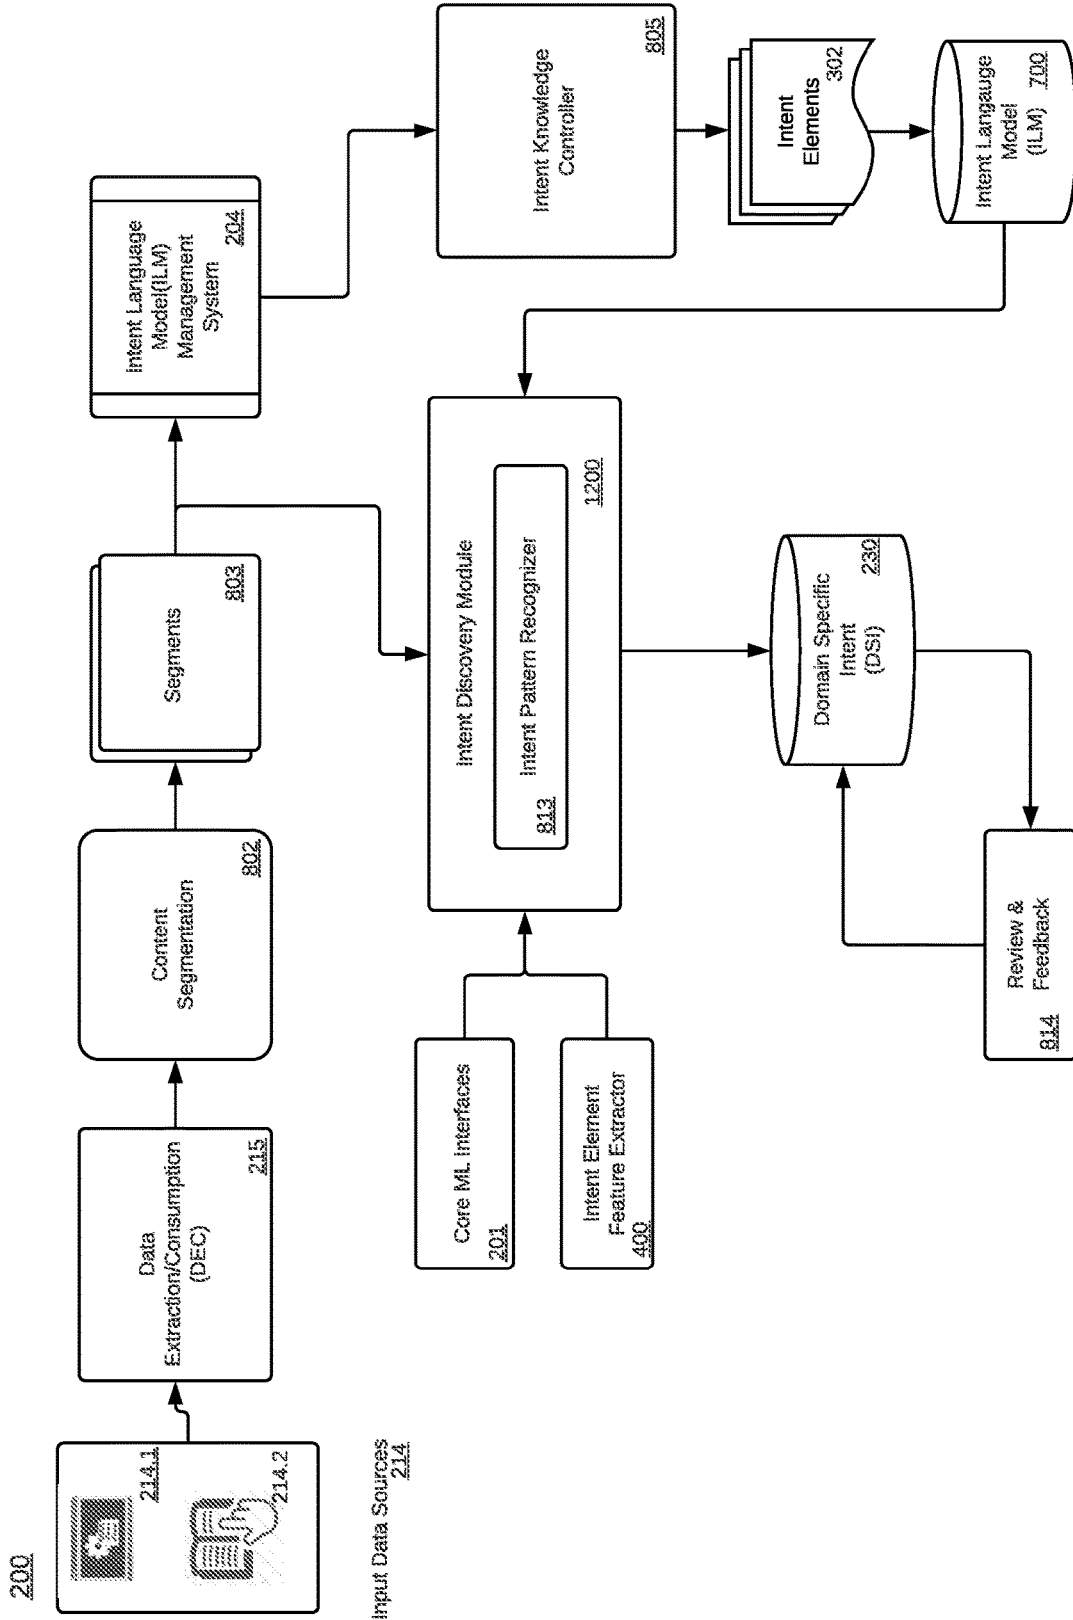 200
214.1
214.2
Input Data Sources
214
Data
Extraction/Consumption
(DEC)
215
Content
Segmentation
802
Segments
803
Intent Language
Model(ILM)
Management
System
204
Core ML Interfaces
201
Intent Element
Feature Extractor
400
Intent Discovery Module
Intent Pattern Recognizer
813
1200
Intent Knowledge
Controller
805
Intent
Elements
302
Intent Langauge
Model
(ILM)
700
Domain Specific
Intent
(DSI)
230
Review &
Feedback
814